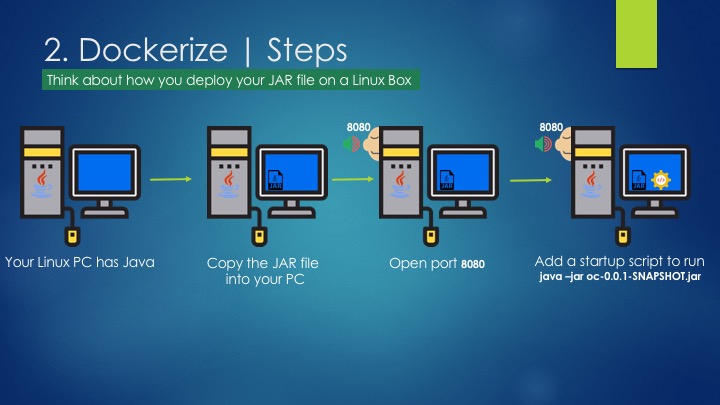 2. Dockerize | Steps
Think about how you deploy your JAR file on a Linux Box
8080
8080
JAR
JAR
JAR
Your Linux PC has Java
Copy the JAR file
into your PC
Open port 8080
Add a startup script to run
java –jar oc-0.0.1-SNAPSHOT.jar